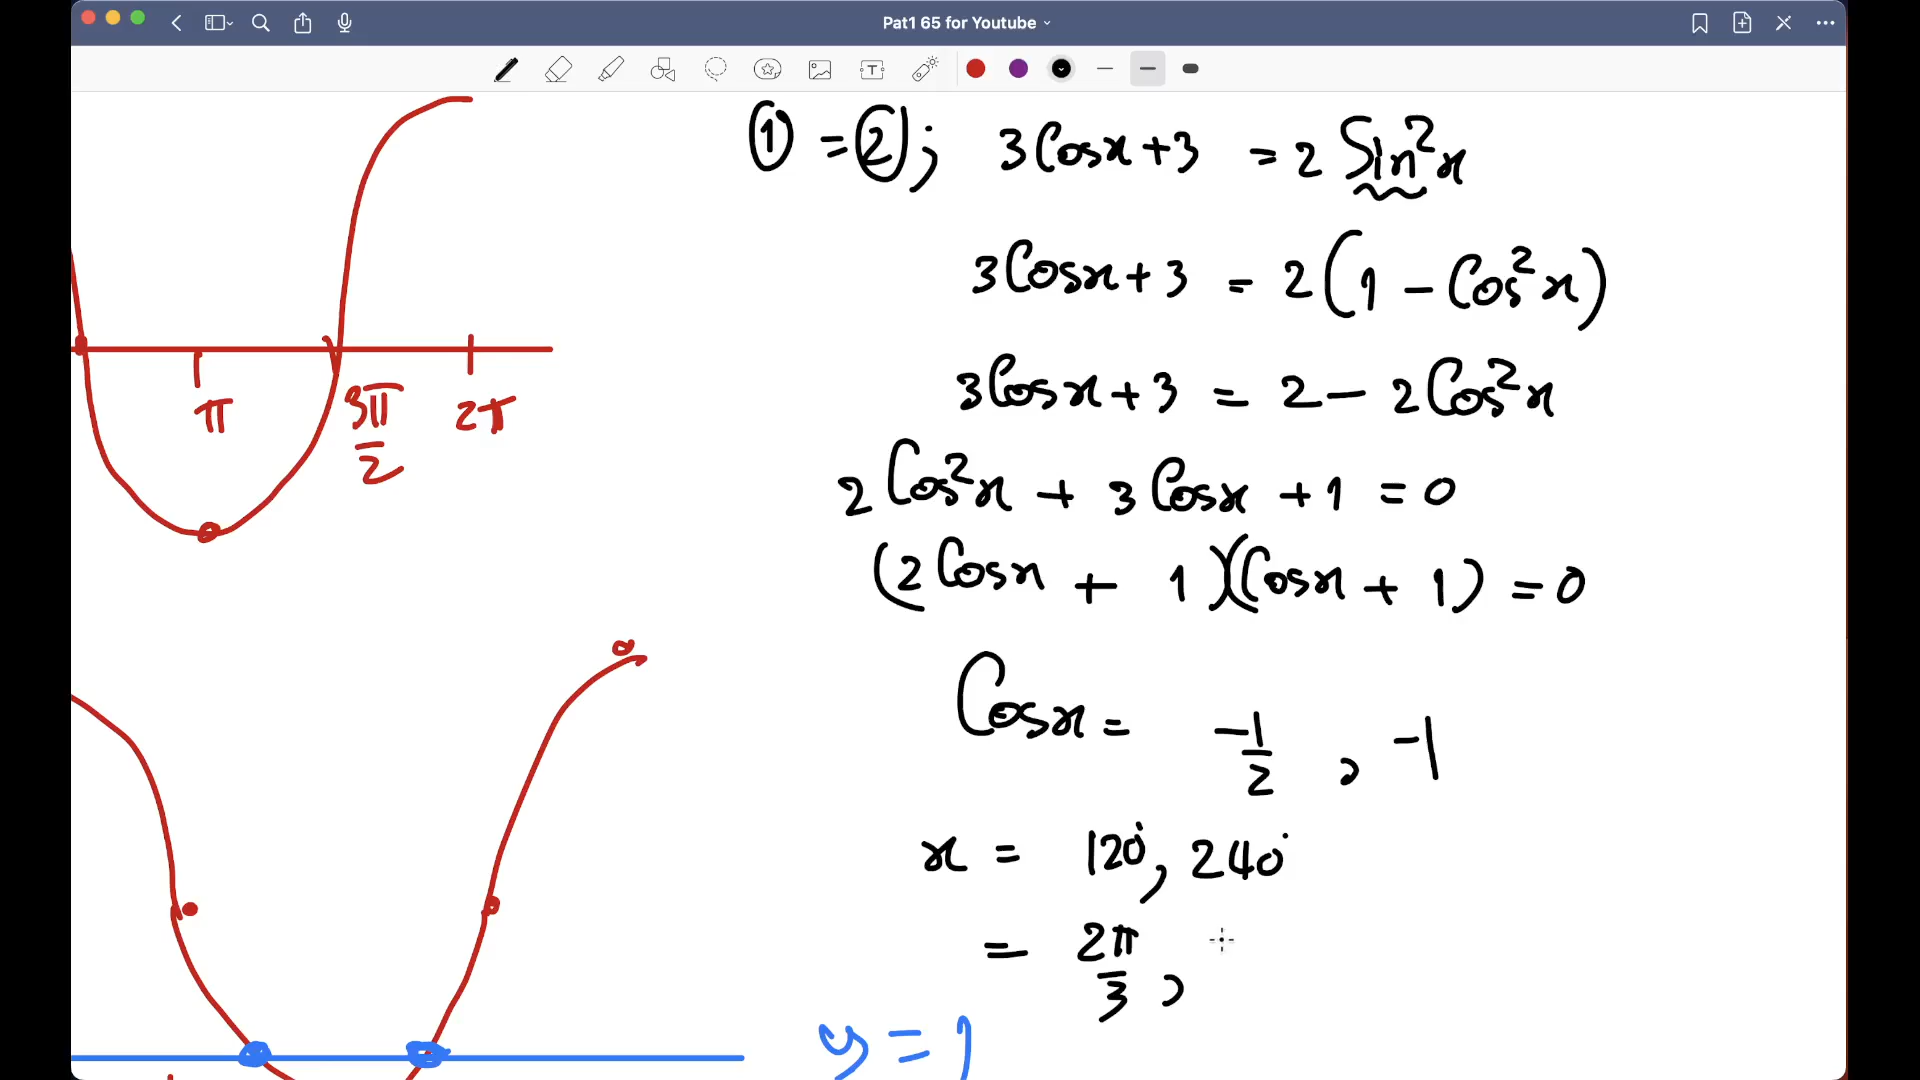 Pat1 65 for Youtube
① = ②; 3Cosx+3 = 2 Sin²x
3Cosx+3 = 2(1 - Cos²x)
3Cosx+3 = 2 - 2Cos²x
2Cos²x + 3Cosx + 1 = 0
(2Cosx + 1)(Cosx + 1) = 0
Cosx = -1/2, -1
x = 120°, 240°
= 2π/3,
y = 1
π 3π/2 2π